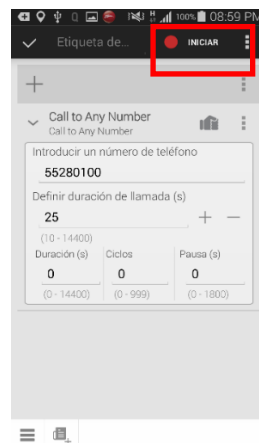 100% 08:59 PM
Etiqueta de... INICIAR
Call to Any Number
Call to Any Number
Introducir un número de teléfono
55280100
Definir duración de llamada (s)
25
(10 - 14400)
Duración (s) Ciclos Pausa (s)
0 0 0
(0 - 14400) (0 - 999) (0 - 1800)